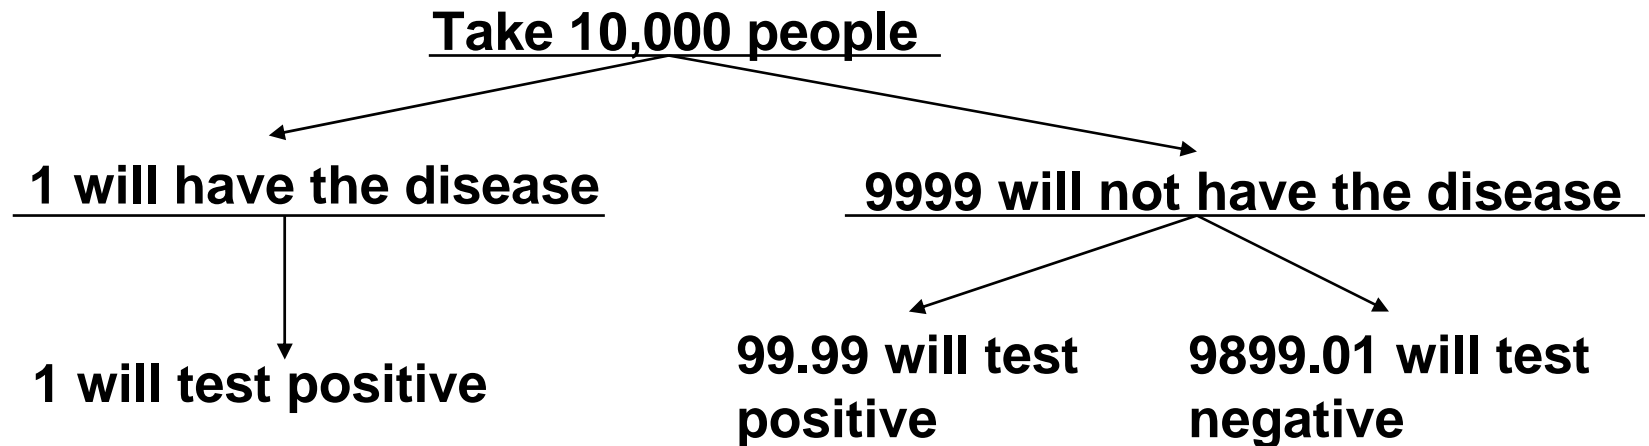 Take 10,000 people
1 will have the disease
9999 will not have the disease
1 will test positive
99.99 will test
positive
9899.01 will test
negative